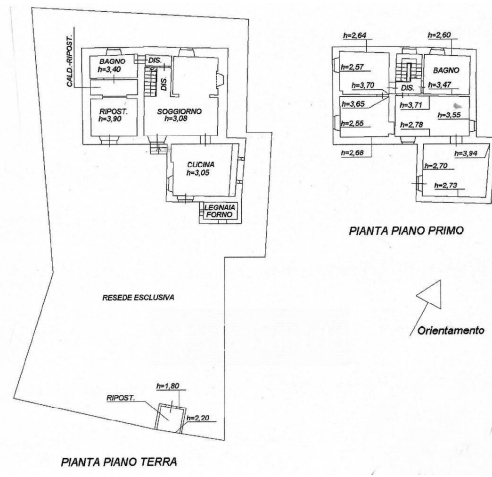 CALD.-RIPOST.
BAGNO
h=3,40
DIS.
DIS.
RIPOST.
h=3,90
SOGGIORNO
h=3,08
CUCINA
h=3,05
LEGNAIA
FORNO
RESEDE ESCLUSIVA
h=1,80
RIPOST.
h=2,20
PIANTA PIANO TERRA
h=2,64
h=2,60
h=2,57
BAGNO
h=3,70
DIS.
h=3,47
h=3,65
h=3,71
h=3,55
h=2,55
h=2,78
h=2,68
h=3,94
h=2,70
h=2,73
PIANTA PIANO PRIMO
Orientamento